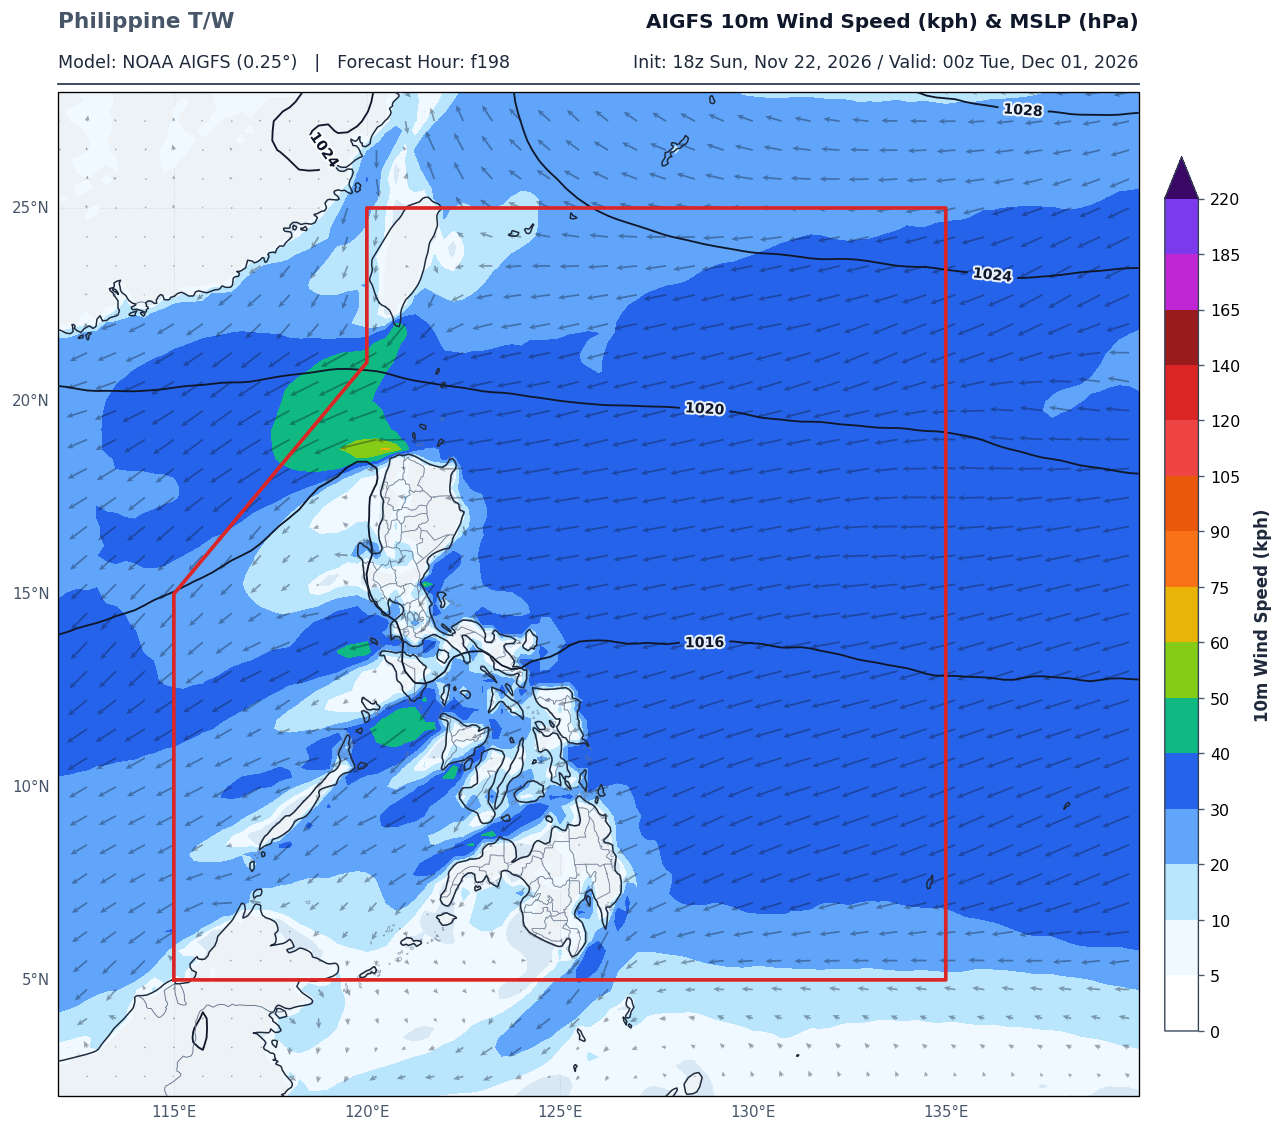 Philippine T/W
AIGFS 10m Wind Speed (kph) & MSLP (hPa)
Model: NOAA AIGFS (0.25°)   |   Forecast Hour: f198
Init: 18z Sun, Nov 22, 2026 / Valid: 00z Tue, Dec 01, 2026
1028
1024
1024
1020
1016
25°N
20°N
15°N
10°N
5°N
115°E
120°E
125°E
130°E
135°E
220
185
165
140
120
105
90
75
60
50
40
30
20
10
5
0
10m Wind Speed (kph)